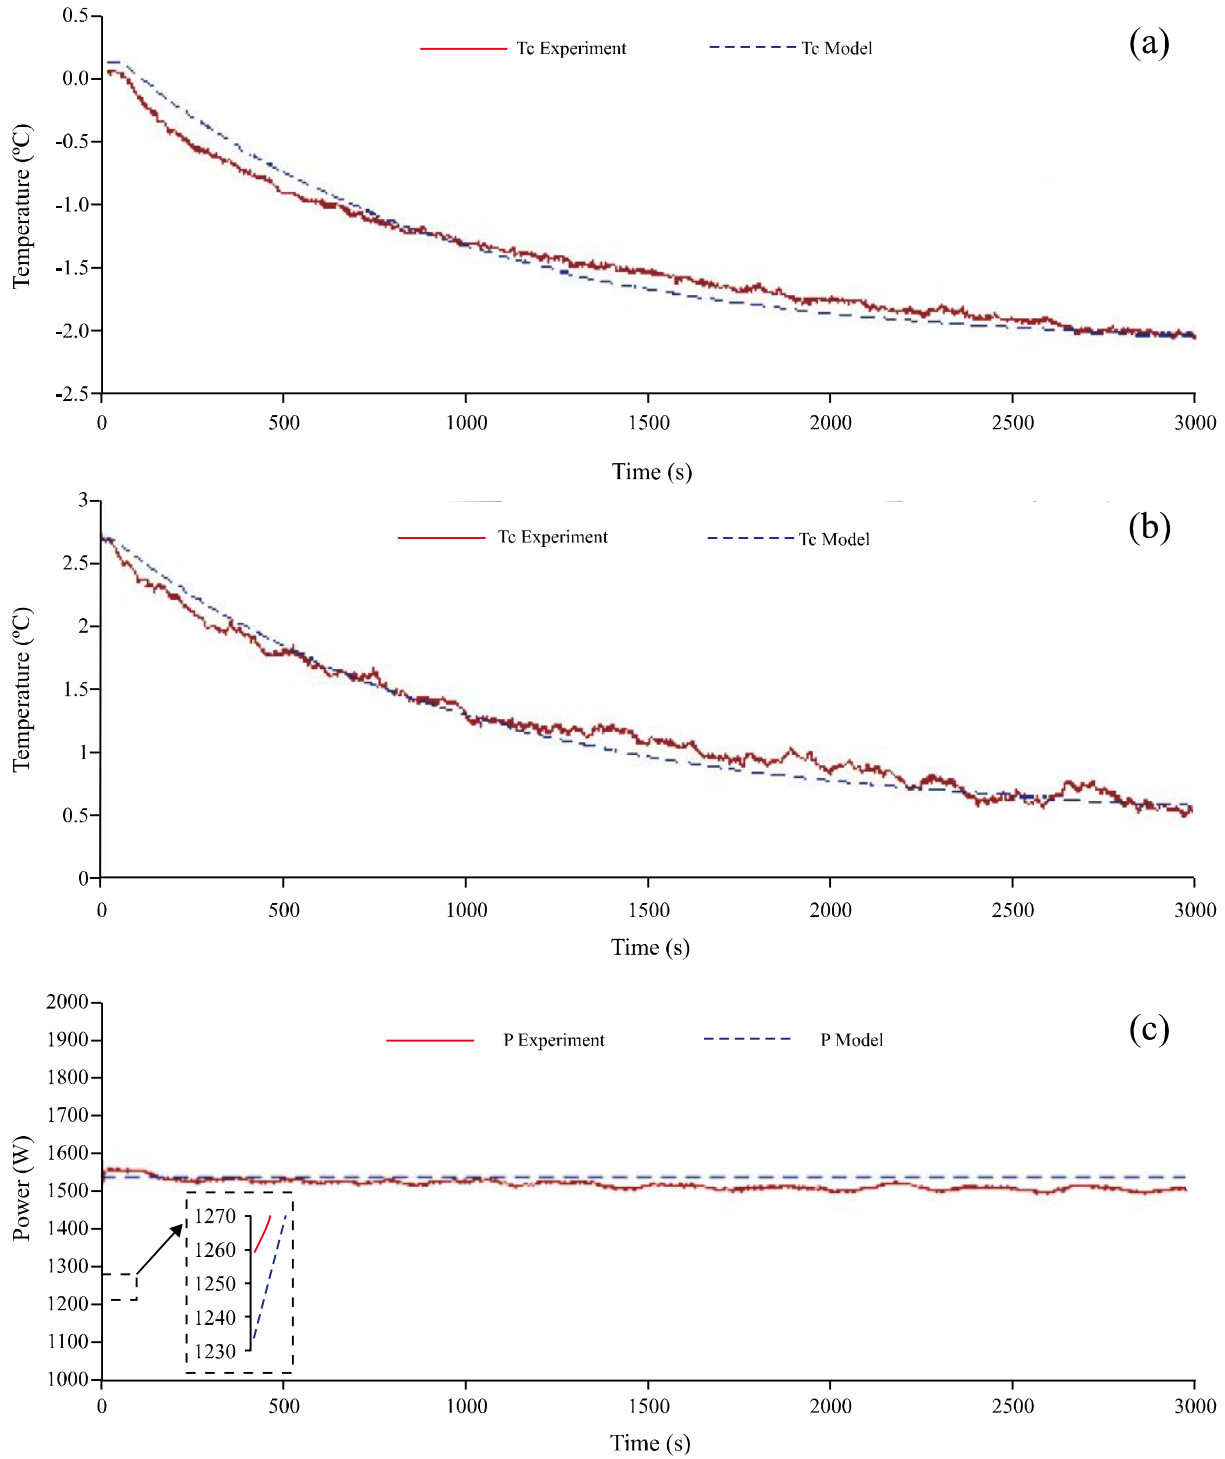 0.5
(a)
Tc Experiment Tc Model
0.0
-0.5
-1.0
-1.5
-2.0
-2.5
Temperature (ºC)
0 500 1000 1500 2000 2500 3000
Time (s)
3
(b)
Tc Experiment Tc Model
2.5
2
1.5
1
0.5
0
Temperature (ºC)
0 500 1000 1500 2000 2500 3000
Time (s)
2000
1900
(c)
P Experiment P Model
1800
1700
1600
1500
1400
1300
1200
1100
1000
Power (W)
1270
1260
1250
1240
1230
0 500 1000 1500 2000 2500 3000
Time (s)